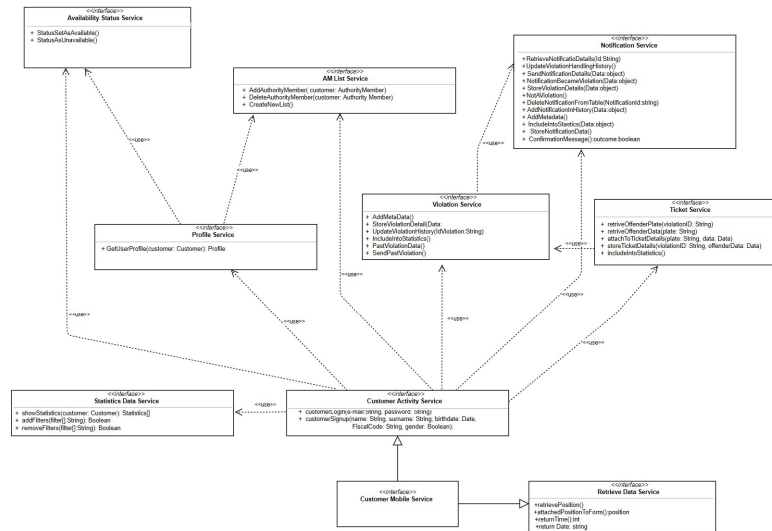 <<interface>>
Availability Status Service
+ StatusSetAsAvailable()
+ StatusAsUnavailable()
<<interface>>
AM List Service
+ AddAuthorityMember( customer: AuthorityMember)
+ DeleteAuthorityMember(customer: Authority Member)
+ CreateNewList()
<<interface>>
Notification Service
+RetrieveNotificatioDetails(Id:String)
+UpdateViolationHandlingHistory()
+ SendNotificationDetails(Data:object)
+ NotificationBecameViolation(Data:object)
+ StoreViolationDetails(Data:object)
+ NotAViolation()
+ DeleteNotificationFromTable(NotificationId:string)
+ AddNotificationInHistory(Data:object)
+ AddMetadata()
+ IncludeIntoStastics(Data:object)
+ StoreNotificationData()
+ ConfirmationMessage():outcome:boolean
<<use>>
<<use>>
<<use>>
<<interface>>
Profile Service
+ GetUserProfile(customer: Customer): Profile
<<interface>>
Violation Service
+ AddMetaData()
+ StoreViolationDetail(Data:
+ UpdateViolationHistory(IdViolation:String)
+ IncludeIntoStatistics()
+ PastViolationData()
+ SendPastViolation()
<<use>>
<<interface>>
Ticket Service
+ retriveOffenderPlate(violationID: String)
+ retriveOffenderData(plate: String)
+ attachToTicketDetails(plate: String, data: Data)
+ storeTicketDetails(violationID: String, offenderData: Data)
+ includeIntoStatistics()
<<use>>
<<use>>
<<use>>
<<use>>
<<use>>
<<use>>
<<interface>>
Statistics Data Service
+ showStatistics(customer: Customer): Statistics[]
+ addFilters(filter[]:String): Boolean
+ removeFilters(filter[]:String): Boolean
<<use>>
<<interface>>
Customer Activity Service
+ customerLogin(e-mail:String, password: String)
+ customerSignup(name: String, surname: String, birthdate: Date,
FiscalCode: String, gender: Boolean);
<<interface>>
Customer Mobile Service
<<interface>>
Retrieve Data Service
+retrievePosition()
+attachedPositionToForm():position
+returnTime():int
+return Date: string